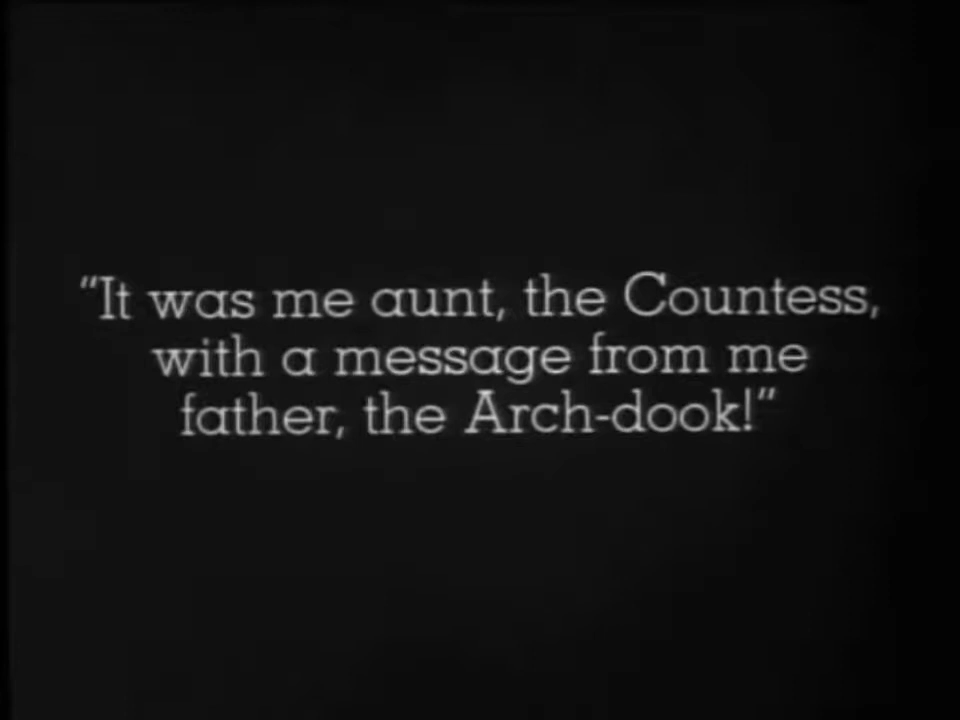 “It was me aunt, the Countess,
with a message from me
father, the Arch-dook!”